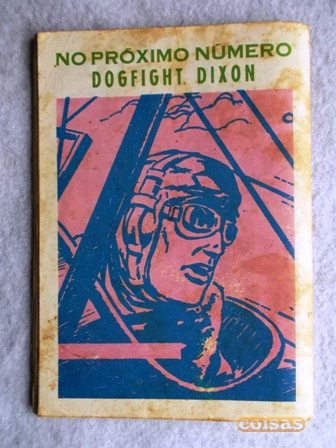 NO PRÓXIMO NÚMERO
DOGFIGHT DIXON
coisas